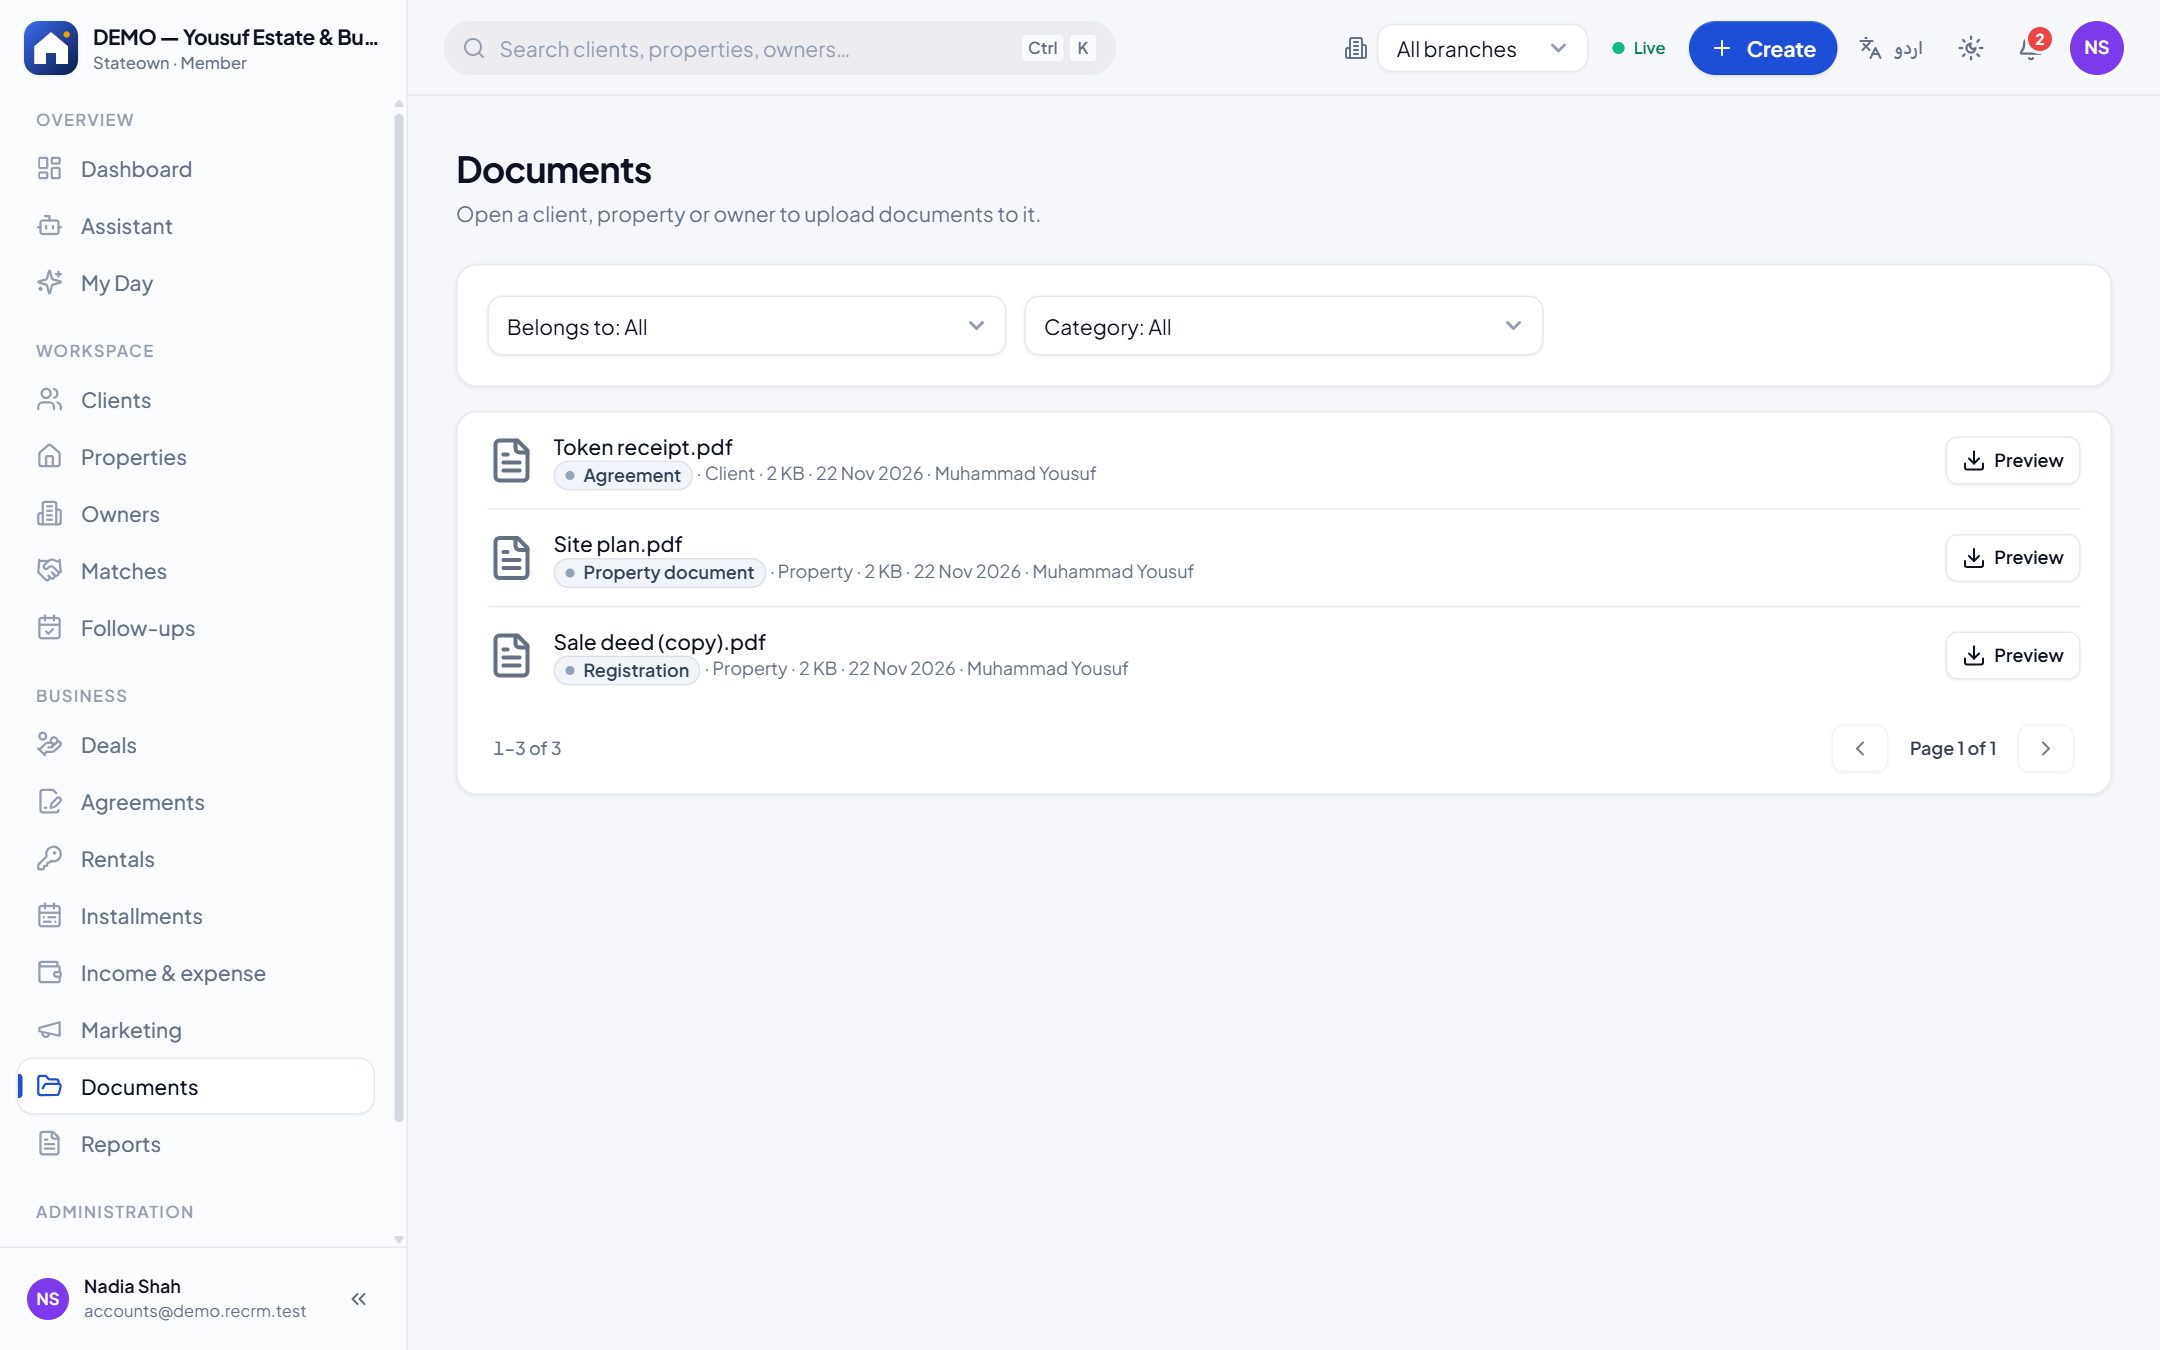 DEMO — Yousuf Estate & Bu...
Stateown · Member
Search clients, properties, owners...
Ctrl K
All branches
Live
+ Create
اردو
2
NS
OVERVIEW
Dashboard
Assistant
My Day
WORKSPACE
Clients
Properties
Owners
Matches
Follow-ups
BUSINESS
Deals
Agreements
Rentals
Installments
Income & expense
Marketing
Documents
Reports
ADMINISTRATION
NS
Nadia Shah
accounts@demo.recrm.test
Documents
Open a client, property or owner to upload documents to it.
Belongs to: All
Category: All
Token receipt.pdf
Agreement · Client · 2 KB · 22 Nov 2026 · Muhammad Yousuf
Preview
Site plan.pdf
Property document · Property · 2 KB · 22 Nov 2026 · Muhammad Yousuf
Preview
Sale deed (copy).pdf
Registration · Property · 2 KB · 22 Nov 2026 · Muhammad Yousuf
Preview
1–3 of 3
Page 1 of 1